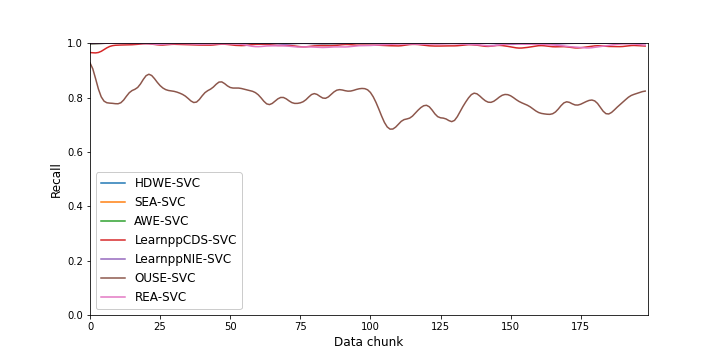 1.0
0.8
0.6
0.4
0.2
0.0
Recall
HDWE-SVC
SEA-SVC
AWE-SVC
LearnppCDS-SVC
LearnppNIE-SVC
OUSE-SVC
REA-SVC
0 25 50 75 100 125 150 175
Data chunk